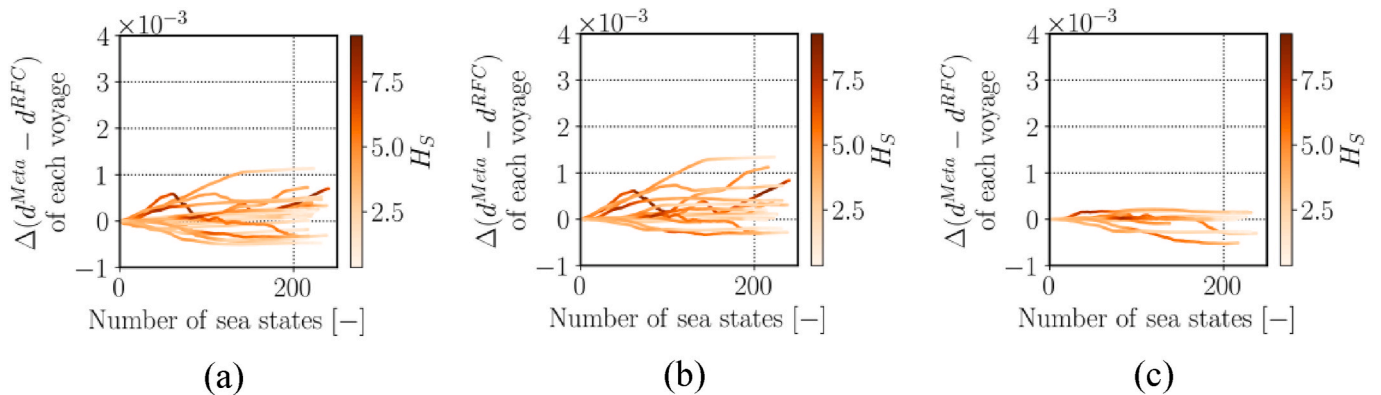 ×10⁻³
4
3
2
1
0
−1
0
200
Δ(d^{Meta} − d^{RFC})
of each voyage
Number of sea states [−]
7.5
5.0
2.5
H_S
(a)
×10⁻³
4
3
2
1
0
−1
0
200
Δ(d^{Meta} − d^{RFC})
of each voyage
Number of sea states [−]
7.5
5.0
2.5
H_S
(b)
×10⁻³
4
3
2
1
0
−1
0
200
Δ(d^{Meta} − d^{RFC})
of each voyage
Number of sea states [−]
7.5
5.0
2.5
H_S
(c)